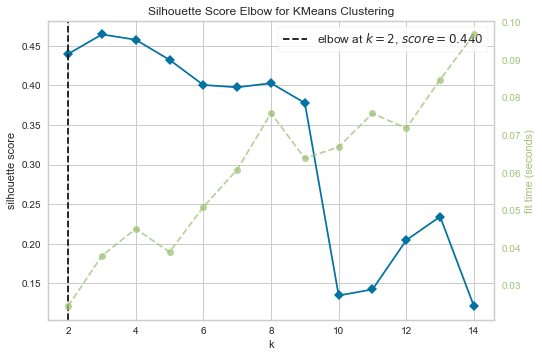 Silhouette Score Elbow for KMeans Clustering
elbow at k = 2, score = 0.440
silhouette score
0.45
0.40
0.35
0.30
0.25
0.20
0.15
fit time (seconds)
0.10
0.09
0.08
0.07
0.06
0.05
0.04
0.03
2 4 6 8 10 12 14
k